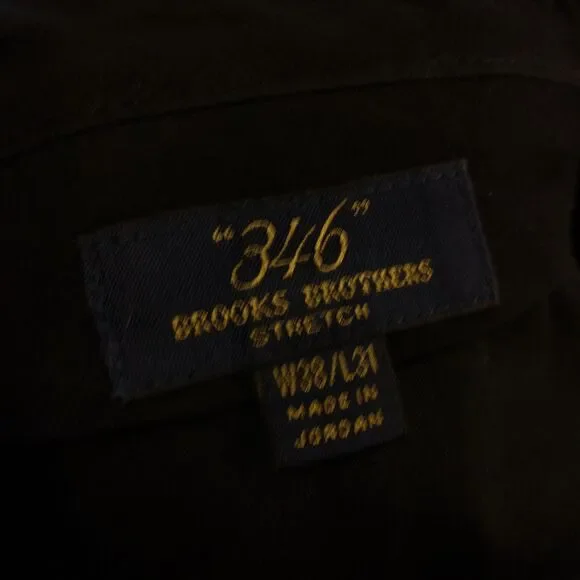 "346"
BROOKS BROTHERS
STRETCH
W38/L31
MADE IN
JORDAN